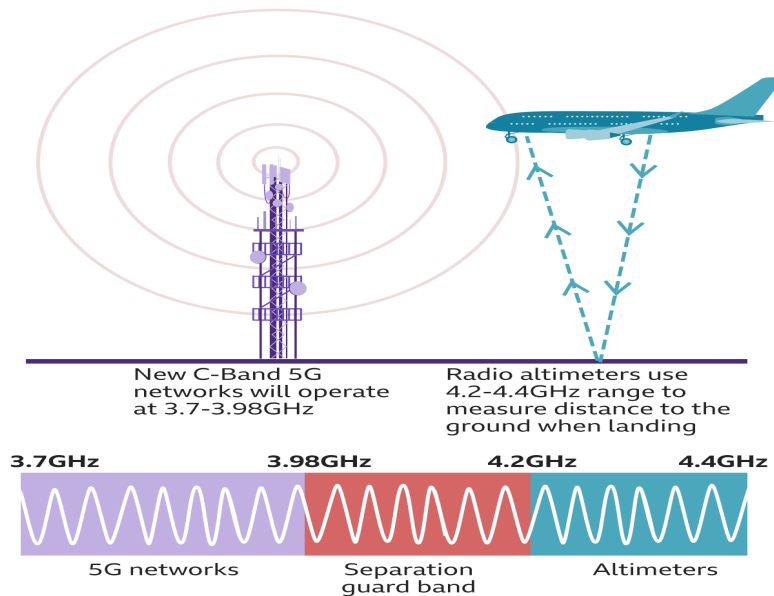 New C-Band 5G
networks will operate
at 3.7-3.98GHz
Radio altimeters use
4.2-4.4GHz range to
measure distance to the
ground when landing
3.7GHz
3.98GHz
4.2GHz
4.4GHz
5G networks
Separation
guard band
Altimeters